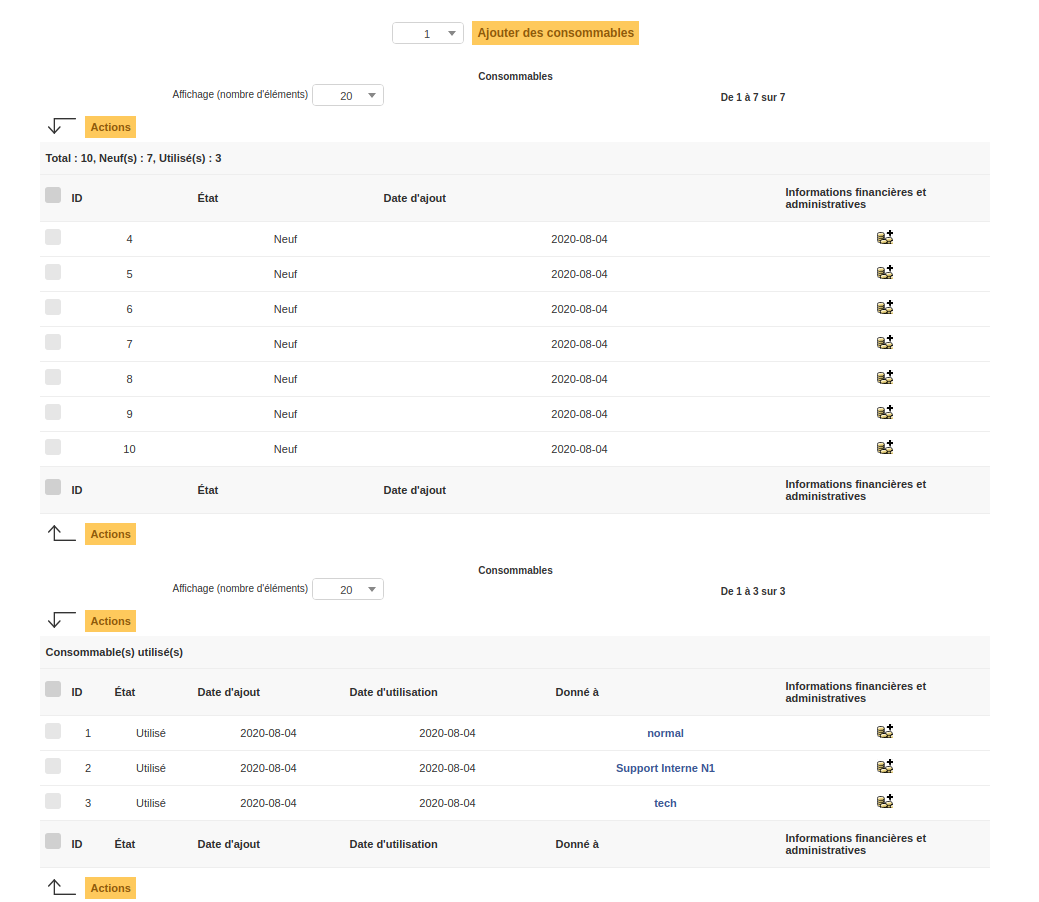 1 Ajouter des consommables
Consommables
Affichage (nombre d'éléments) 20
De 1 à 7 sur 7
Actions
Total : 10, Neuf(s) : 7, Utilisé(s) : 3
ID État Date d'ajout Informations financières et
administratives
4 Neuf 2020-08-04
5 Neuf 2020-08-04
6 Neuf 2020-08-04
7 Neuf 2020-08-04
8 Neuf 2020-08-04
9 Neuf 2020-08-04
10 Neuf 2020-08-04
ID État Date d'ajout Informations financières et
administratives
Actions
Consommables
Affichage (nombre d'éléments) 20
De 1 à 3 sur 3
Actions
Consommable(s) utilisé(s)
ID État Date d'ajout Date d'utilisation Donné à Informations financières et
administratives
1 Utilisé 2020-08-04 2020-08-04 normal
2 Utilisé 2020-08-04 2020-08-04 Support Interne N1
3 Utilisé 2020-08-04 2020-08-04 tech
ID État Date d'ajout Date d'utilisation Donné à Informations financières et
administratives
Actions